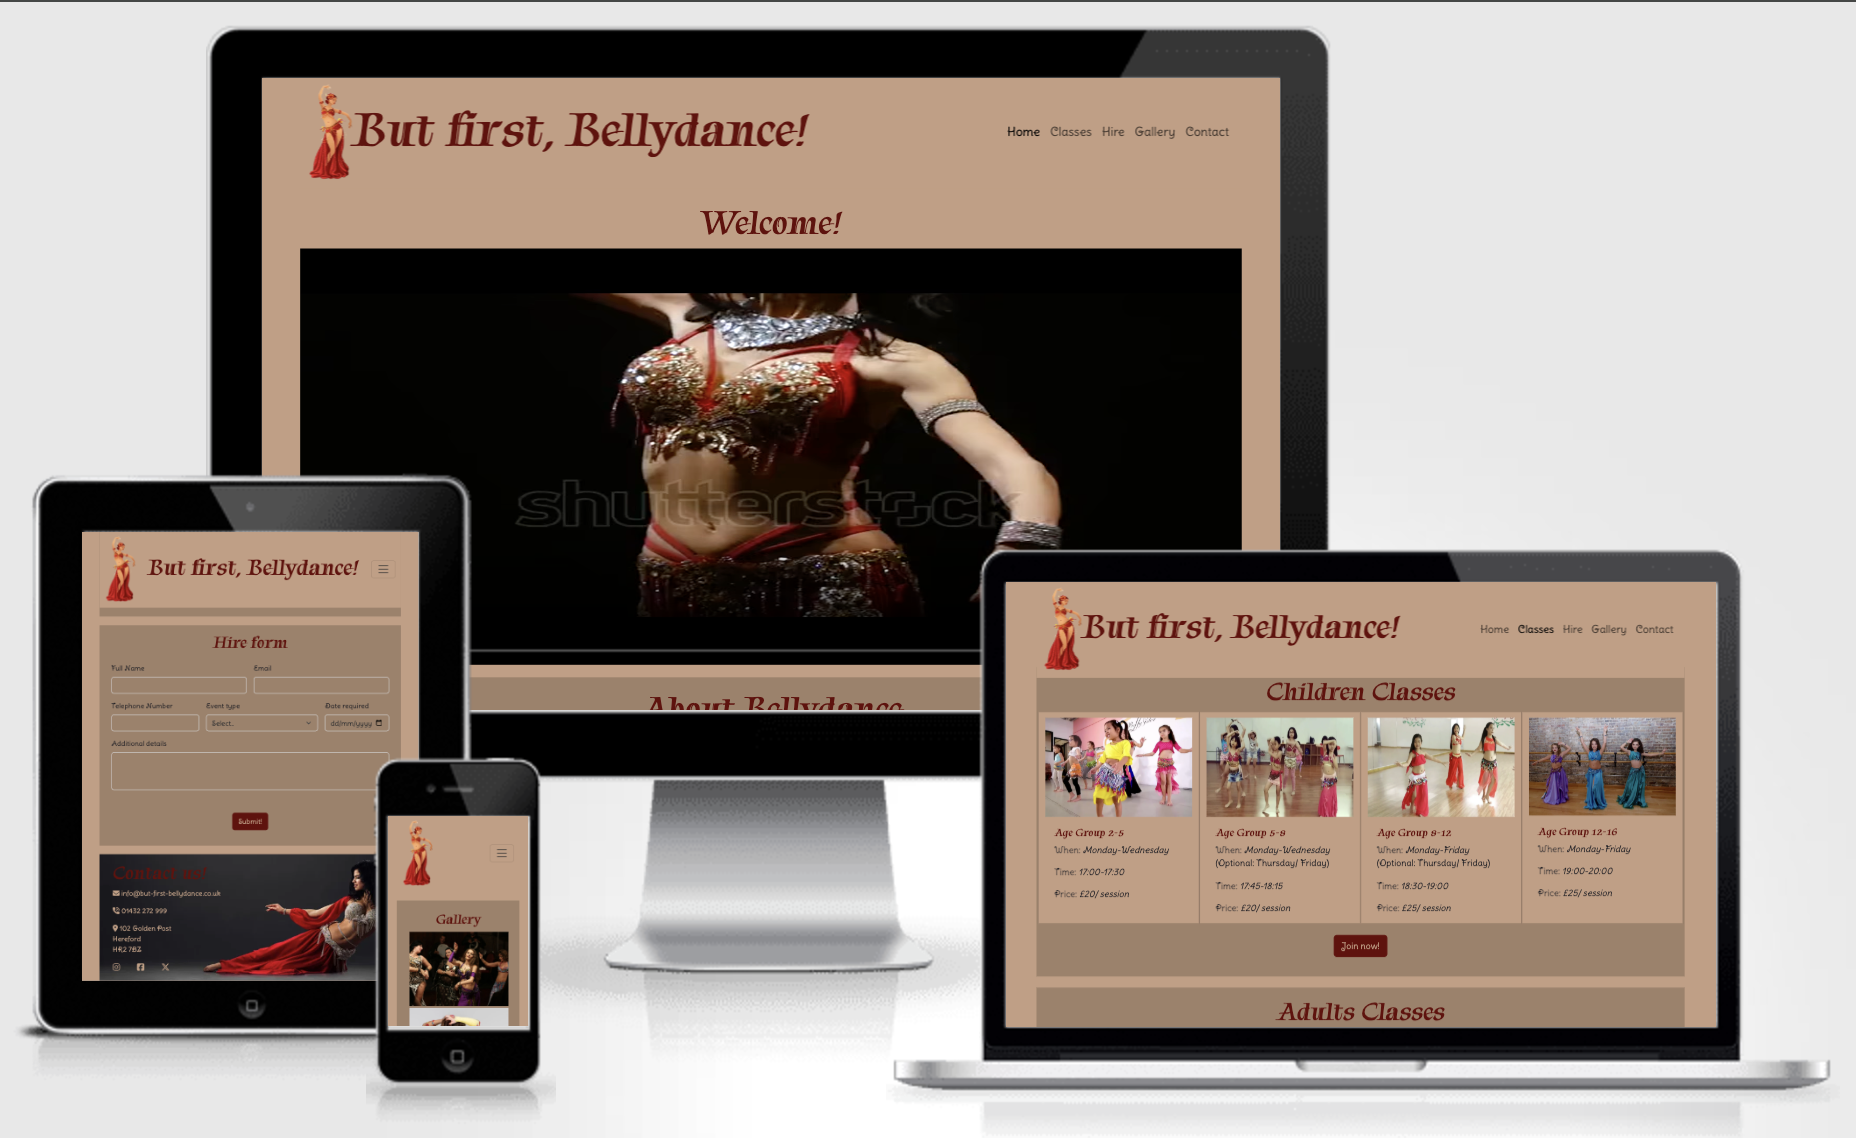 But first, Bellydance!
Home Classes Hire Gallery Contact
Welcome!
shutterstock
About Bellydance
But first, Bellydance!
Hire form
Full Name Email
Telephone Number Event type Date required
Select.. dd/mm/yyyy
Additional details
Submit!
Contact us!
info@but-first-bellydance.co.uk
01432 272 999
102 Golden Post
Hereford
HR2 7BZ
Gallery
But first, Bellydance!
Home Classes Hire Gallery Contact
Children Classes
Age Group 2-5
When: Monday-Wednesday
Time: 17:00-17:30
Price: £20/ session
Age Group 5-8
When: Monday-Wednesday
(Optional: Thursday/ Friday)
Time: 17:45-18:15
Price: £20/ session
Age Group 8-12
When: Monday-Friday
(Optional: Thursday/ Friday)
Time: 18:30-19:00
Price: £25/ session
Age Group 12-16
When: Monday-Friday
Time: 19:00-20:00
Price: £25/ session
Join now!
Adults Classes